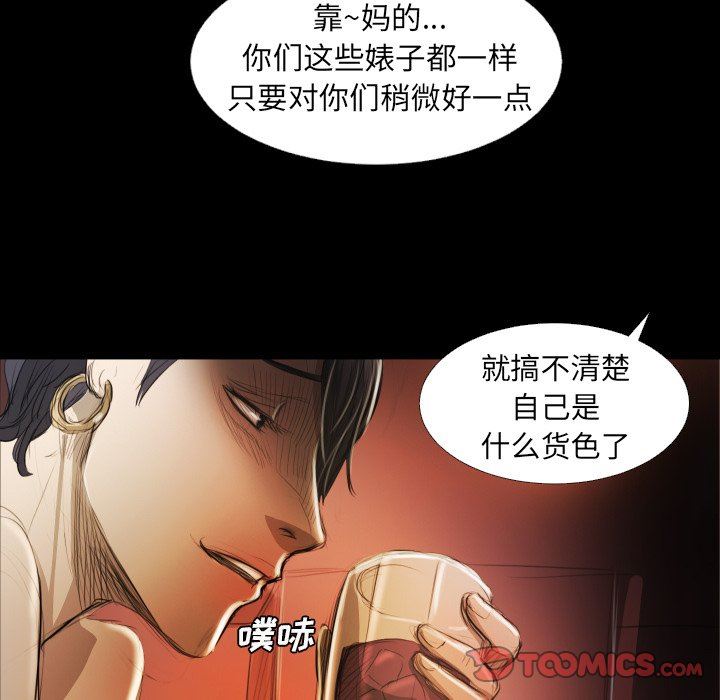 靠~妈的...
你们这些婊子都一样
只要对你们稍微好一点
就搞不清楚
自己是
什么货色了
噗哧
TOOMICS.COM